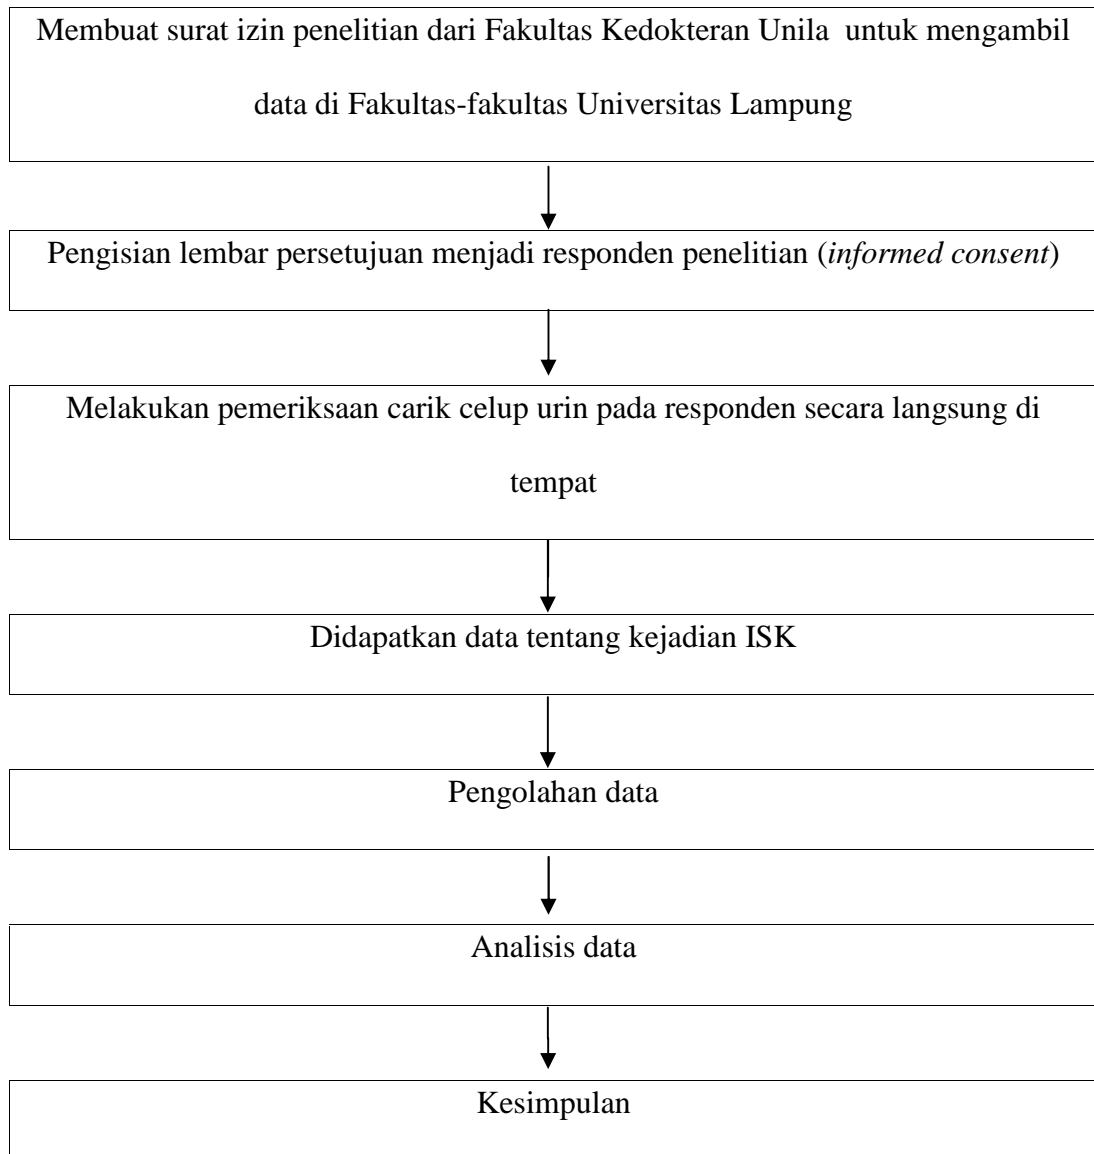 Membuat surat izin penelitian dari Fakultas Kedokteran Unila  untuk mengambil
data di Fakultas-fakultas Universitas Lampung
Pengisian lembar persetujuan menjadi responden penelitian (informed consent)
Melakukan pemeriksaan carik celup urin pada responden secara langsung di
tempat
Didapatkan data tentang kejadian ISK
Pengolahan data
Analisis data
Kesimpulan